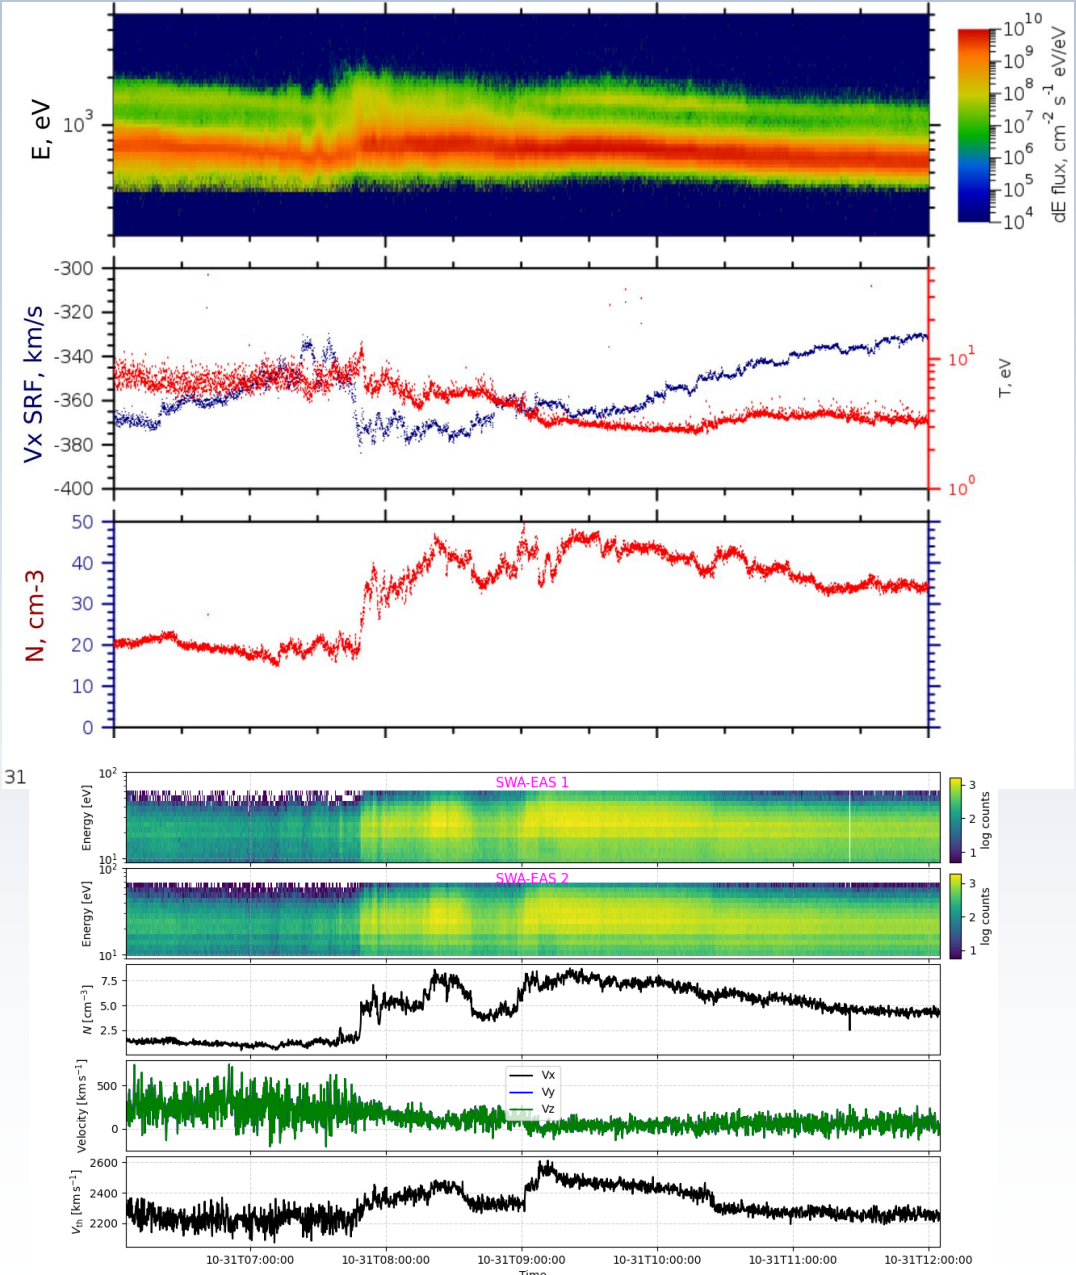 E, eV
10^3
10^10
10^9
10^8
10^7
10^6
10^5
10^4
dE flux, cm^-2 s^-1 eV/eV
Vx SRF, km/s
-300
-320
-340
-360
-380
-400
10^1
10^0
T, eV
N, cm-3
50
40
30
20
10
0
31
SWA-EAS 1
Energy [eV]
10^2
10^1
3
2
1
log counts
SWA-EAS 2
Energy [eV]
10^2
10^1
3
2
1
log counts
N [cm^-3]
7.5
5.0
2.5
Velocity [km s^-1]
500
0
Vx
Vy
Vz
V_th [km s^-1]
2600
2400
2200
10-31T07:00:00 10-31T08:00:00 10-31T09:00:00 10-31T10:00:00 10-31T11:00:00 10-31T12:00:00
Time